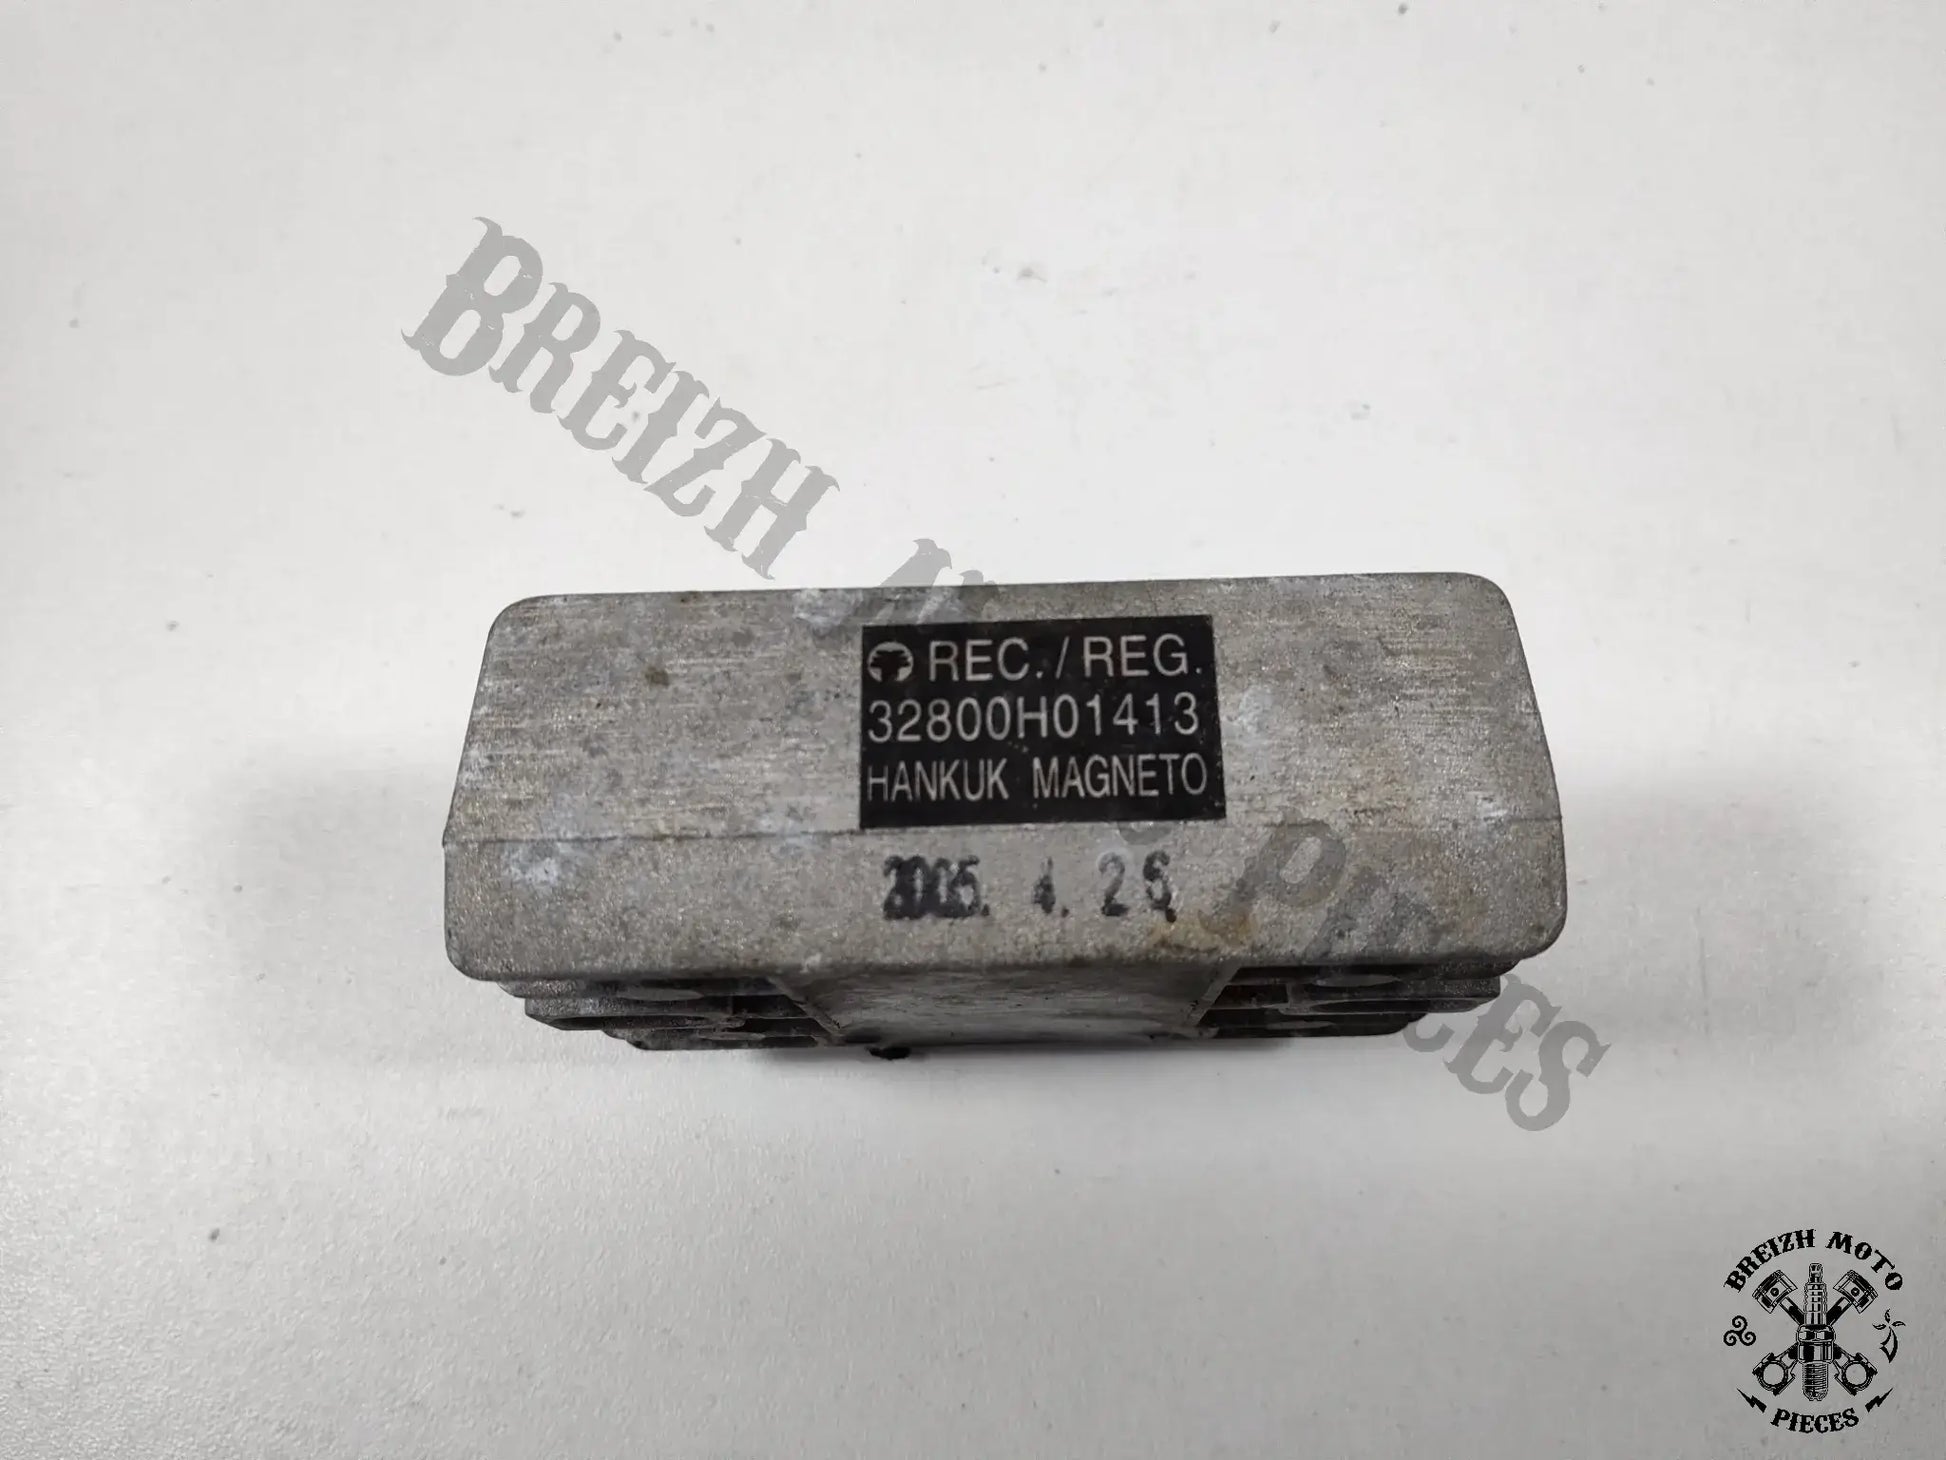 BREIZH MOTO PIECES
REC./REG.
32800H01413
HANKUK MAGNETO
2005. 4. 26
BREIZH MOTO
PIECES